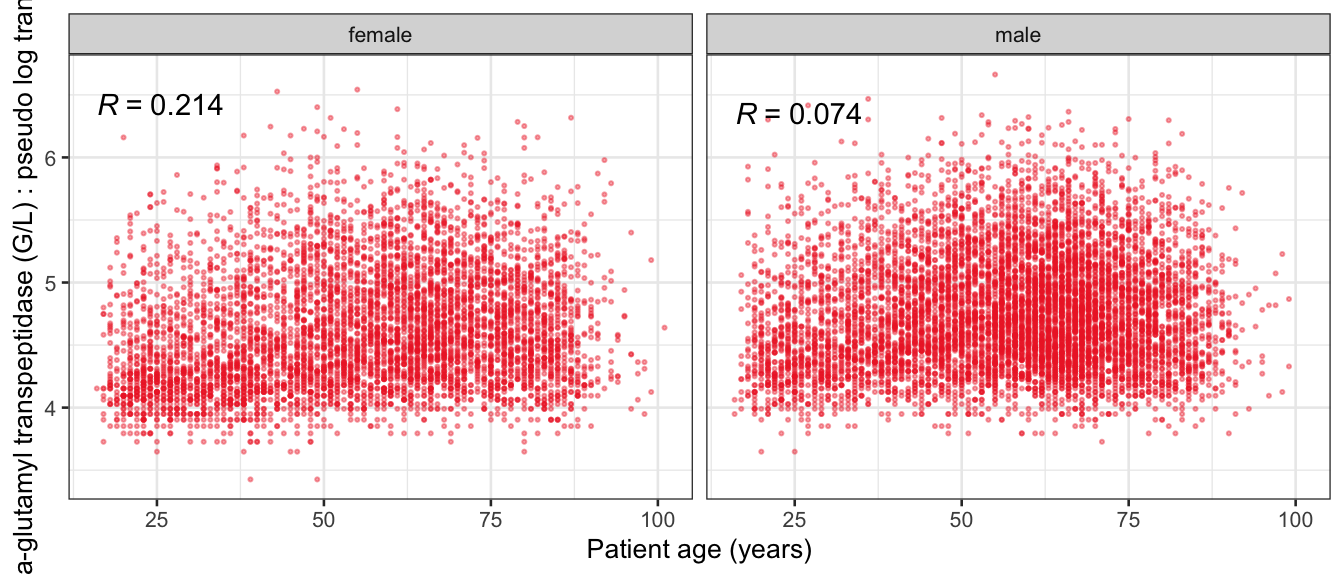 female
male
R = 0.214
R = 0.074
a-glutamyl transpeptidase (G/L) : pseudo log tran
6
5
4
25
50
75
100
25
50
75
100
Patient age (years)